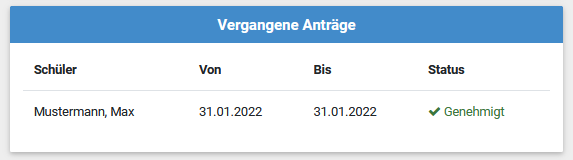 Vergangene Anträge
Schüler Von Bis Status
Mustermann, Max 31.01.2022 31.01.2022 Genehmigt